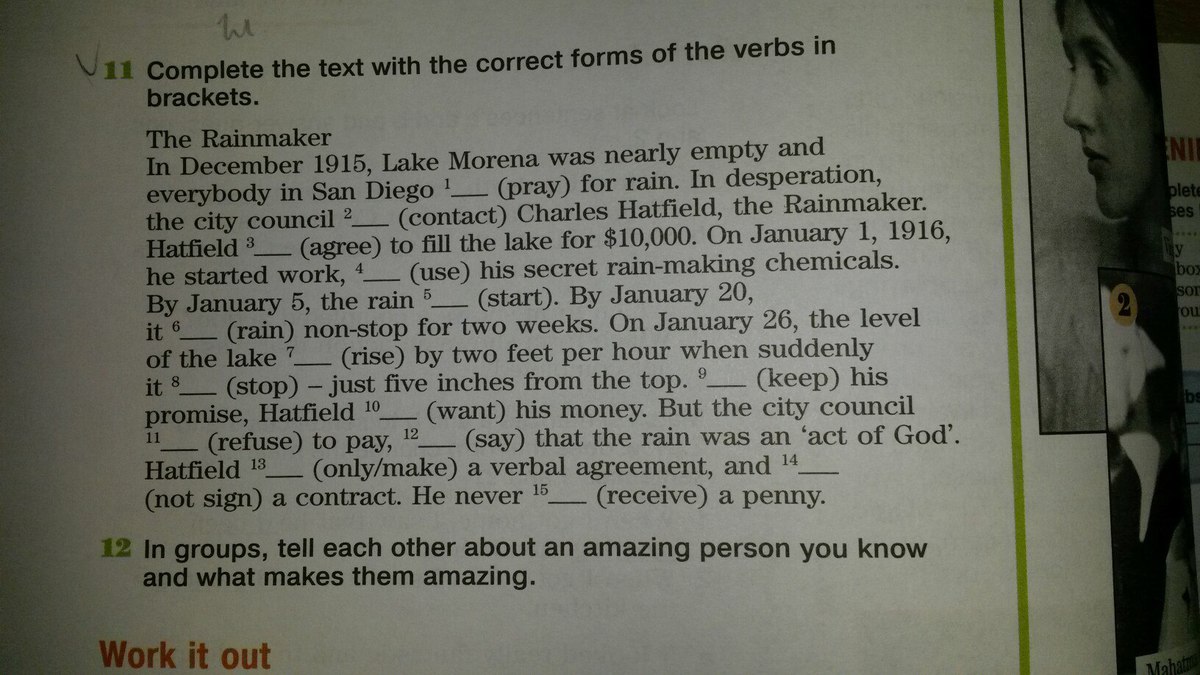 11 Complete the text with the correct forms of the verbs in
brackets.
The Rainmaker
In December 1915, Lake Morena was nearly empty and
everybody in San Diego ¹___ (pray) for rain. In desperation,
the city council ²___ (contact) Charles Hatfield, the Rainmaker.
Hatfield ³___ (agree) to fill the lake for $10,000. On January 1, 1916,
he started work, ⁴___ (use) his secret rain-making chemicals.
By January 5, the rain ⁵___ (start). By January 20,
it ⁶___ (rain) non-stop for two weeks. On January 26, the level
of the lake ⁷___ (rise) by two feet per hour when suddenly
it ⁸___ (stop) – just five inches from the top. ⁹___ (keep) his
promise, Hatfield ¹⁰___ (want) his money. But the city council
¹¹___ (refuse) to pay, ¹²___ (say) that the rain was an ‘act of God’.
Hatfield ¹³___ (only/make) a verbal agreement, and ¹⁴___
(not sign) a contract. He never ¹⁵___ (receive) a penny.
12 In groups, tell each other about an amazing person you know
and what makes them amazing.
Work it out
2